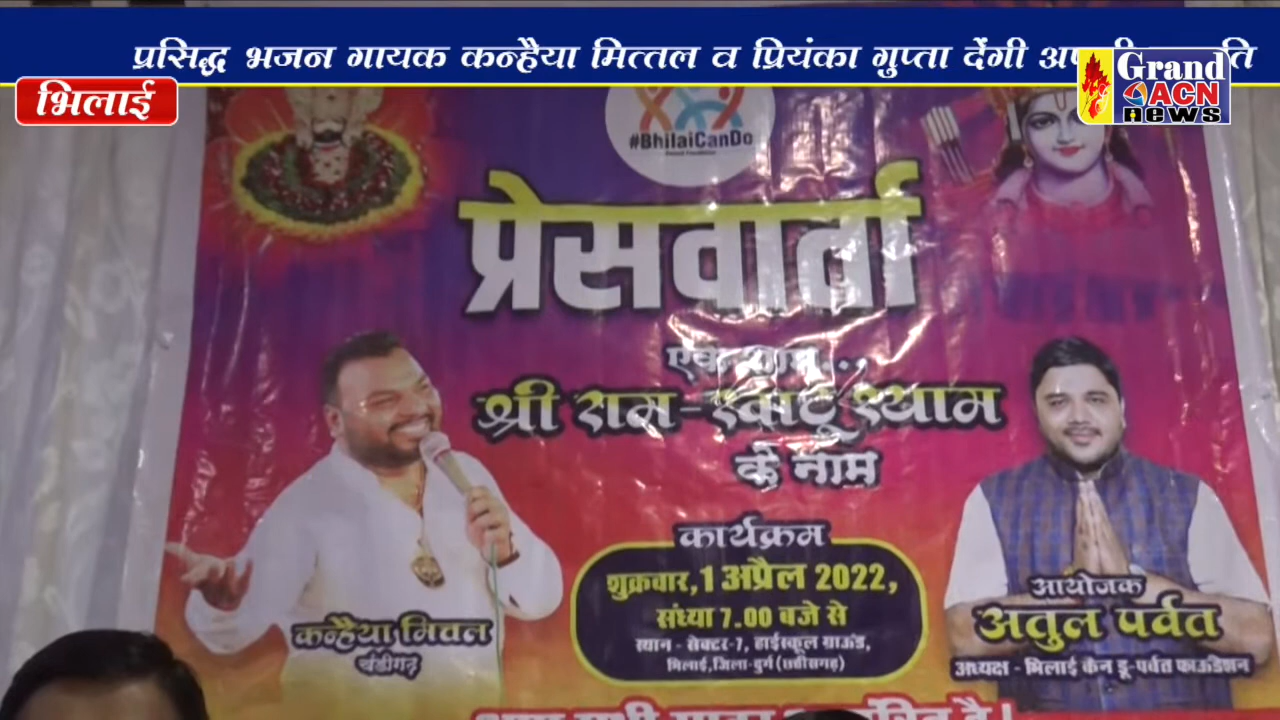 प्रसिद्ध भजन गायक कन्हैया मित्तल व प्रियंका गुप्ता देंगी
भिलाई
Grand
ACN
news
#BhilaiCanDo
प्रेसवार्ता
एक शाम...
श्री राम-खाटू श्याम
के नाम
कार्यक्रम
शुक्रवार, 1 अप्रैल 2022,
संध्या 7.00 बजे से
स्थान - सेक्टर-7, हाईस्कूल ग्राऊंड,
भिलाई, जिला-दुर्ग (छत्तीसगढ़)
कन्हैया मित्तल
चंडीगढ़
आयोजक
अतुल पर्वत
अध्यक्ष - भिलाई कैन डू-पर्वत फाऊंडेशन